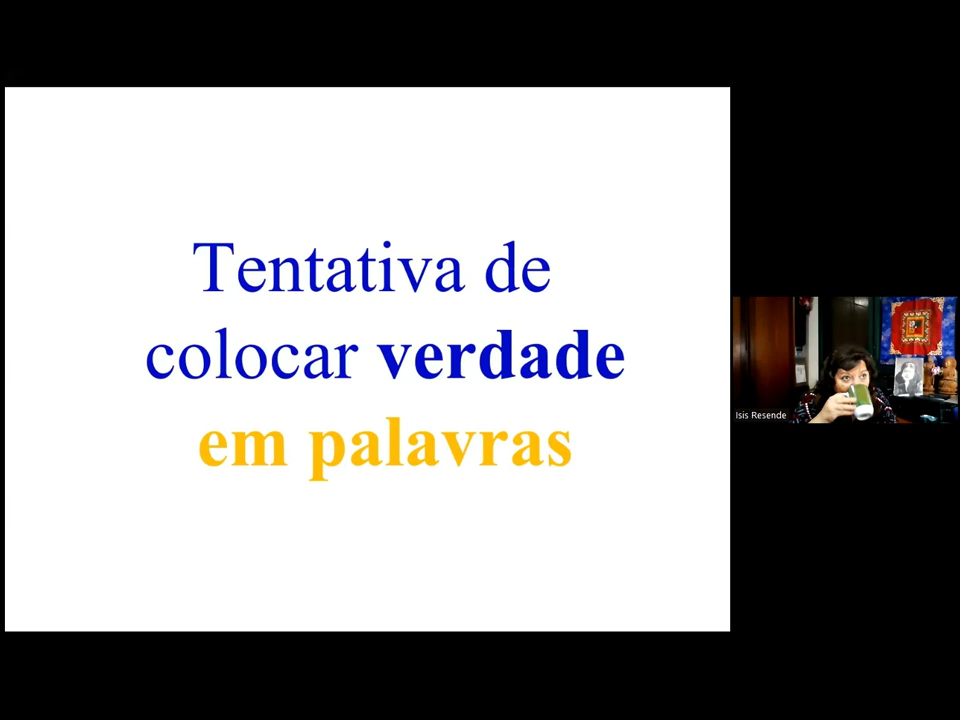 Tentativa de
colocar verdade
em palavras
Isis Resende